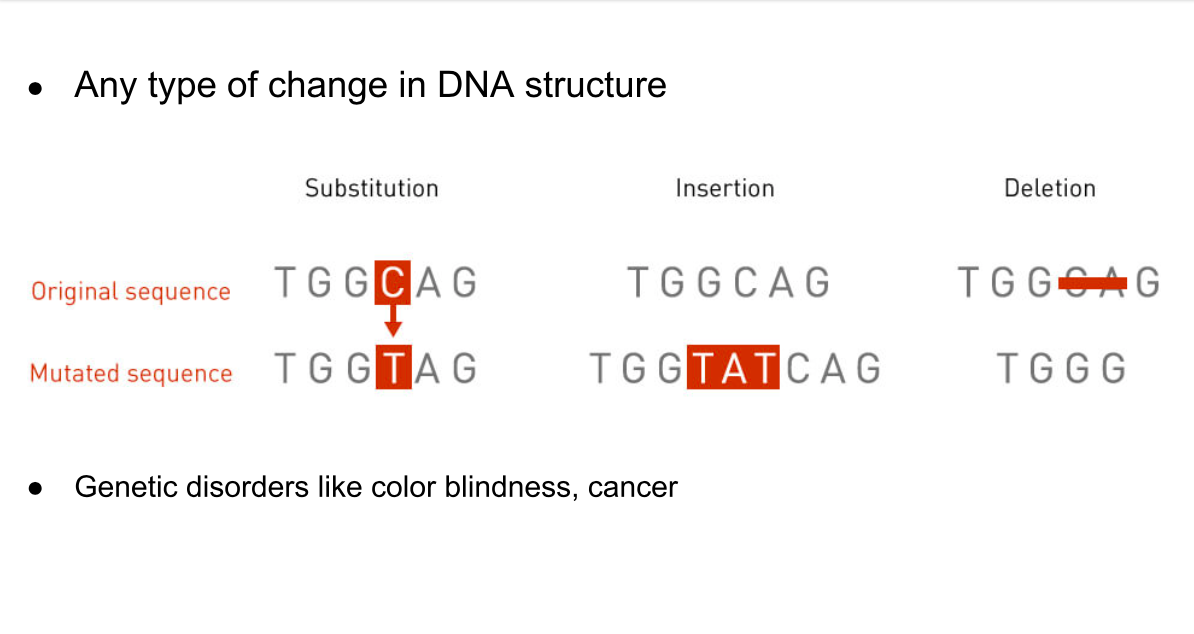 ● Any type of change in DNA structure
Substitution Insertion Deletion
Original sequence TGGCAG TGGCAG TGGCAG
Mutated sequence TGGTAG TGGTATCAG TGGG
● Genetic disorders like color blindness, cancer